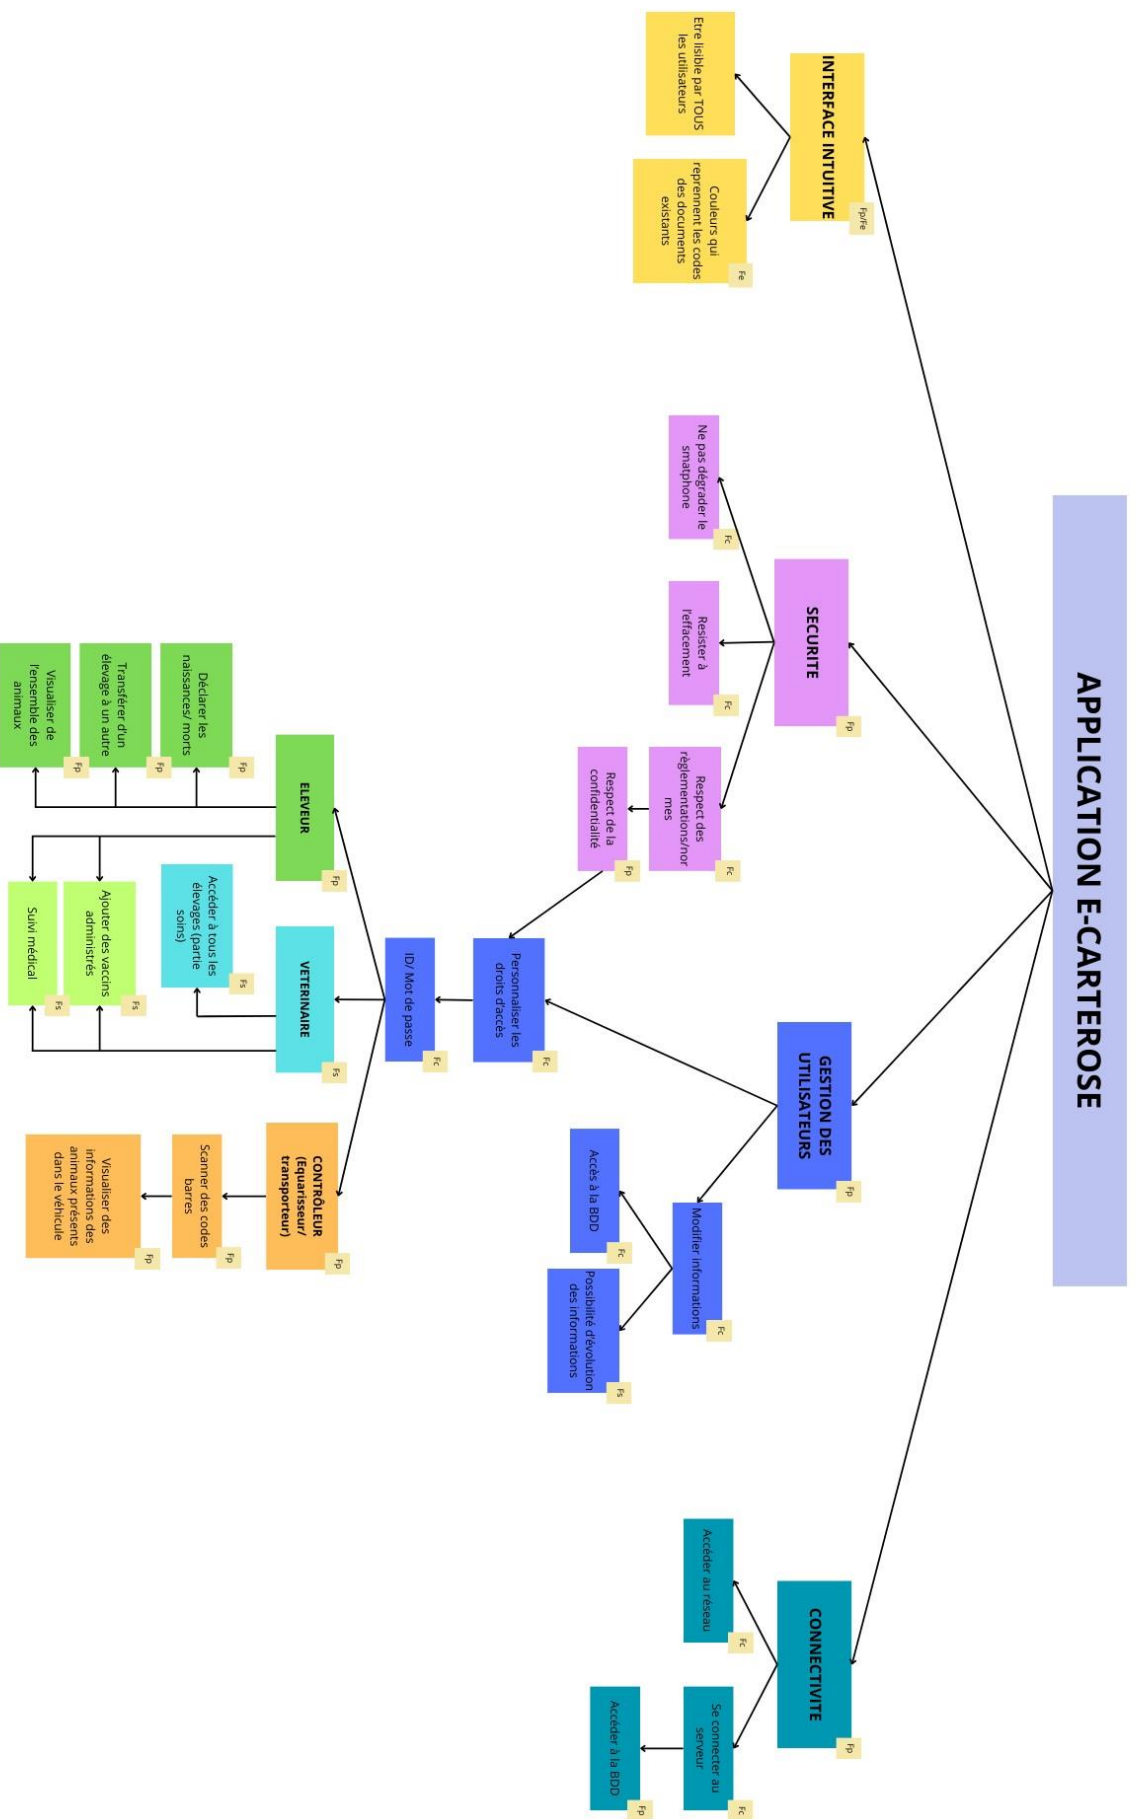 APPLICATION E-CARTEROSE
INTERFACE INTUITIVE
Fp/Fe
Etre lisible par TOUS
les utilisateurs
Couleurs qui
reprennent les codes
des documents
existants
Fe
SECURITE
Fp
Ne pas dégrader le
smatphone
Fc
Resister à
l'effacement
Fc
Respect des
règlementations/nor
mes
Fc
Respect de la
confidentialité
Fp
GESTION DES
UTILISATEURS
Fp
Personnaliser les
droits d'accès
Fc
ID/ Mot de passe
Fc
Modifier informations
Fc
Accès à la BDD
Fc
Possibilité d'évolution
des informations
Fs
CONNECTIVITE
Fp
Accéder au réseau
Fc
Se connecter au
serveur
Fc
Accéder à la BDD
Fp
ELEVEUR
Fp
Déclarer les
naissances/ morts
Fp
Transférer d'un
élevage à un autre
Fp
Visualiser de
l'ensemble des
animaux
Fp
VETERINAIRE
Fs
Accéder à tous les
élevages (partie
soins)
Fs
Ajouter des vaccins
administrés
Fs
Suivi médical
Fs
CONTRÔLEUR
(Equarisseur/
transporteur)
Fp
Scanner des codes
barres
Fp
Visualiser des
informations des
animaux présents
dans le véhicule
Fp